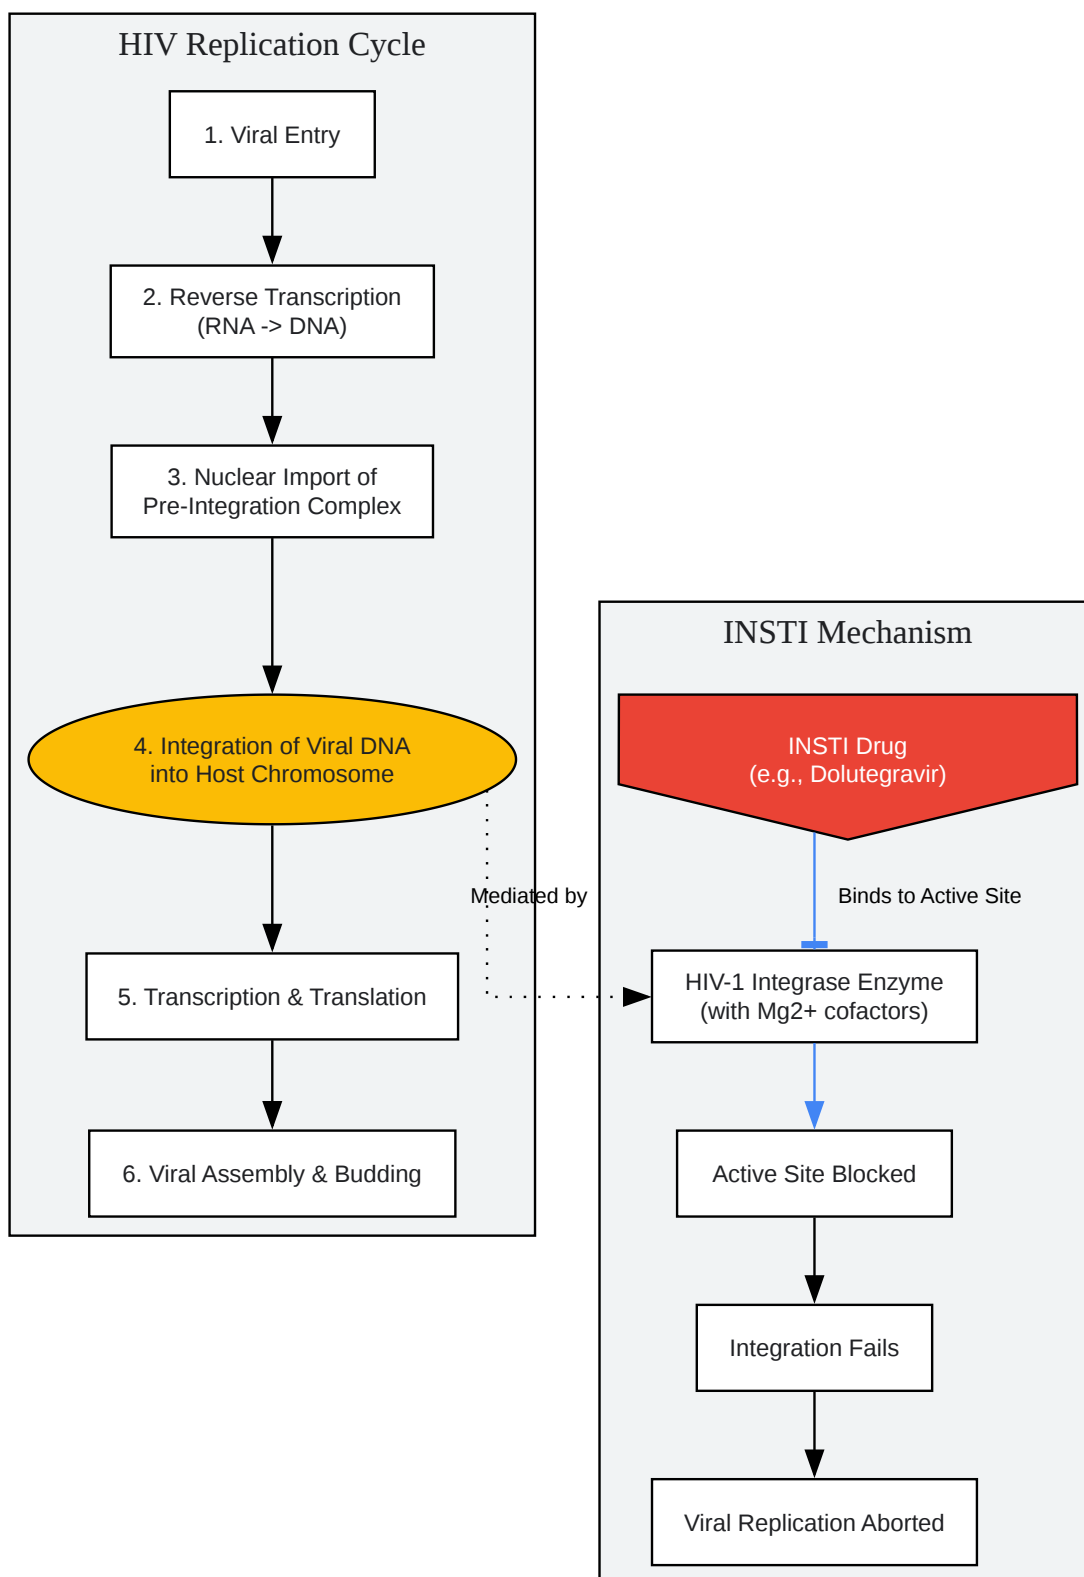 HIV Replication Cycle
1. Viral Entry
2. Reverse Transcription
(RNA -> DNA)
3. Nuclear Import of
Pre-Integration Complex
4. Integration of Viral DNA
into Host Chromosome
Mediated by
5. Transcription & Translation
6. Viral Assembly & Budding
INSTI Mechanism
INSTI Drug
(e.g., Dolutegravir)
Binds to Active Site
HIV-1 Integrase Enzyme
(with Mg2+ cofactors)
Active Site Blocked
Integration Fails
Viral Replication Aborted